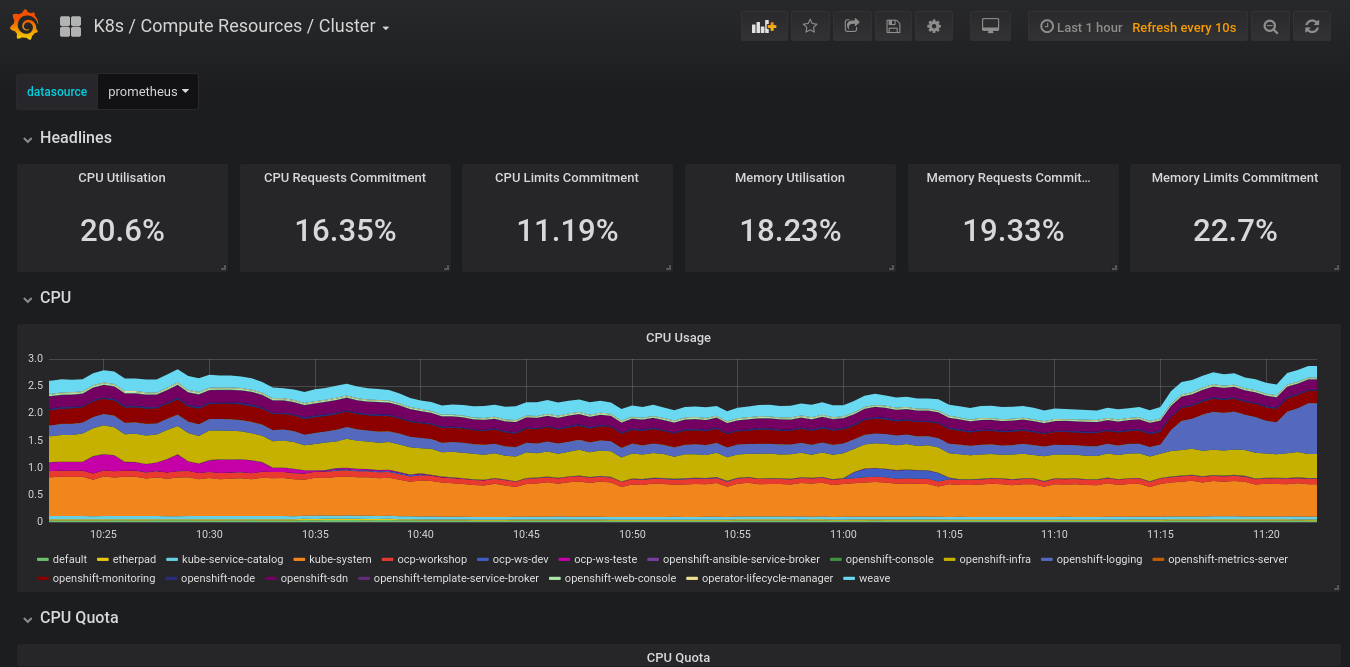 K8s / Compute Resources / Cluster
Last 1 hour Refresh every 10s
datasource prometheus
Headlines
CPU Utilisation CPU Requests Commitment CPU Limits Commitment Memory Utilisation Memory Requests Commit... Memory Limits Commitment
20.6% 16.35% 11.19% 18.23% 19.33% 22.7%
CPU
CPU Usage
3.0
2.5
2.0
1.5
1.0
0.5
0
10:25 10:30 10:35 10:40 10:45 10:50 10:55 11:00 11:05 11:10 11:15 11:20
default etherpad kube-service-catalog kube-system ocp-workshop ocp-ws-dev ocp-ws-teste openshift-ansible-service-broker openshift-console openshift-infra openshift-logging openshift-metrics-server
openshift-monitoring openshift-node openshift-sdn openshift-template-service-broker openshift-web-console operator-lifecycle-manager weave
CPU Quota
CPU Quota